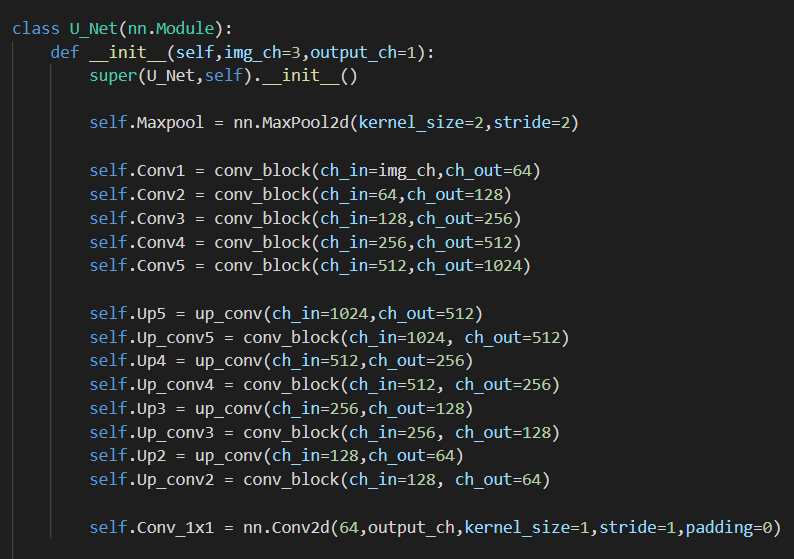 class U_Net(nn.Module):
    def __init__(self,img_ch=3,output_ch=1):
        super(U_Net,self).__init__()
        self.Maxpool = nn.MaxPool2d(kernel_size=2,stride=2)
        self.Conv1 = conv_block(ch_in=img_ch,ch_out=64)
        self.Conv2 = conv_block(ch_in=64,ch_out=128)
        self.Conv3 = conv_block(ch_in=128,ch_out=256)
        self.Conv4 = conv_block(ch_in=256,ch_out=512)
        self.Conv5 = conv_block(ch_in=512,ch_out=1024)
        self.Up5 = up_conv(ch_in=1024,ch_out=512)
        self.Up_conv5 = conv_block(ch_in=1024, ch_out=512)
        self.Up4 = up_conv(ch_in=512,ch_out=256)
        self.Up_conv4 = conv_block(ch_in=512, ch_out=256)
        self.Up3 = up_conv(ch_in=256,ch_out=128)
        self.Up_conv3 = conv_block(ch_in=256, ch_out=128)
        self.Up2 = up_conv(ch_in=128,ch_out=64)
        self.Up_conv2 = conv_block(ch_in=128, ch_out=64)
        self.Conv_1x1 = nn.Conv2d(64,output_ch,kernel_size=1,stride=1,padding=0)